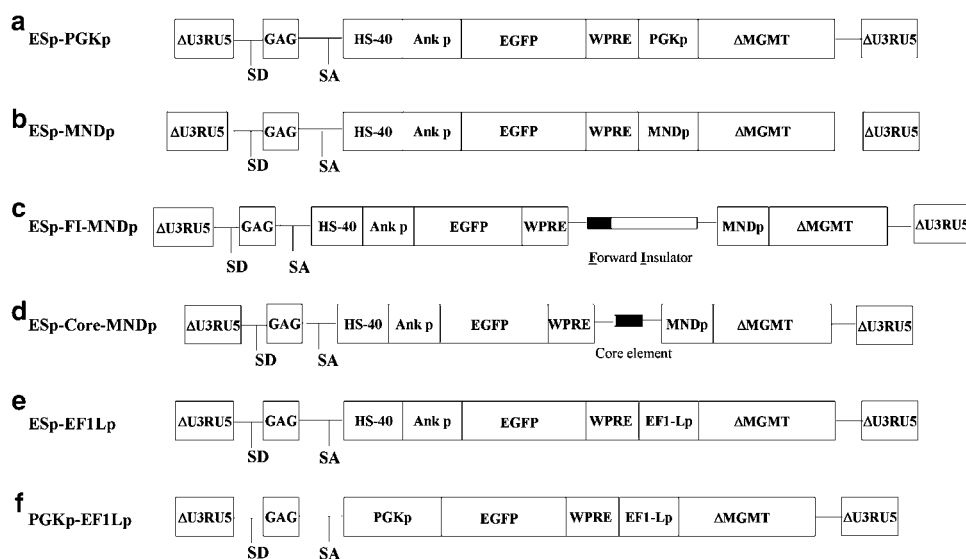 a
ESp-PGKp
ΔU3RU5 GAG HS-40 Ank p EGFP WPRE PGKp ΔMGMT ΔU3RU5
SD SA
b
ESp-MNDp
ΔU3RU5 GAG HS-40 Ank p EGFP WPRE MNDp ΔMGMT ΔU3RU5
SD SA
c
ESp-FI-MNDp
ΔU3RU5 GAG HS-40 Ank p EGFP WPRE MNDp ΔMGMT ΔU3RU5
SD SA Forward Insulator
d
ESp-Core-MNDp
ΔU3RU5 GAG HS-40 Ank p EGFP WPRE MNDp ΔMGMT ΔU3RU5
SD SA Core element
e
ESp-EF1Lp
ΔU3RU5 GAG HS-40 Ank p EGFP WPRE EF1-Lp ΔMGMT ΔU3RU5
SD SA
f
PGKp-EF1Lp
ΔU3RU5 GAG PGKp EGFP WPRE EF1-Lp ΔMGMT ΔU3RU5
SD SA